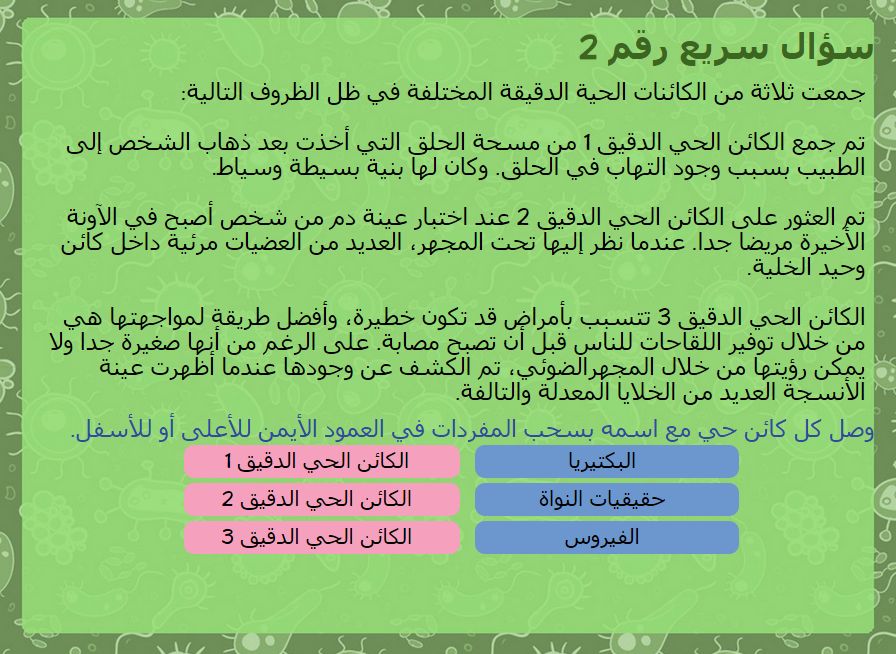 سؤال سريع رقم 2
جمعت ثلاثة من الكائنات الحية الدقيقة المختلفة في ظل الظروف التالية:
تم جمع الكائن الحي الدقيق 1 من مسحة الحلق التي أخذت بعد ذهاب الشخص إلى
الطبيب بسبب وجود التهاب في الحلق. وكان لها بنية بسيطة وسياط.
تم العثور على الكائن الحي الدقيق 2 عند اختبار عينة دم من شخص أصبح في الآونة
الأخيرة مريضا جدا. عندما نظر إليها تحت المجهر، العديد من العضيات مرئية داخل كائن
وحيد الخلية.
الكائن الحي الدقيق 3 تتسبب بأمراض قد تكون خطيرة، وأفضل طريقة لمواجهتها هي
من خلال توفير اللقاحات للناس قبل أن تصبح مصابة. على الرغم من أنها صغيرة جدا ولا
يمكن رؤيتها من خلال المجهرالضوئي، تم الكشف عن وجودها عندما أظهرت عينة
الأنسجة العديد من الخلايا المعدلة والتالفة.
وصل كل كائن حي مع اسمه بسحب المفردات في العمود الأيمن للأعلى أو للأسفل.
البكتيريا الكائن الحي الدقيق 1
حقيقيات النواة الكائن الحي الدقيق 2
الفيروس الكائن الحي الدقيق 3